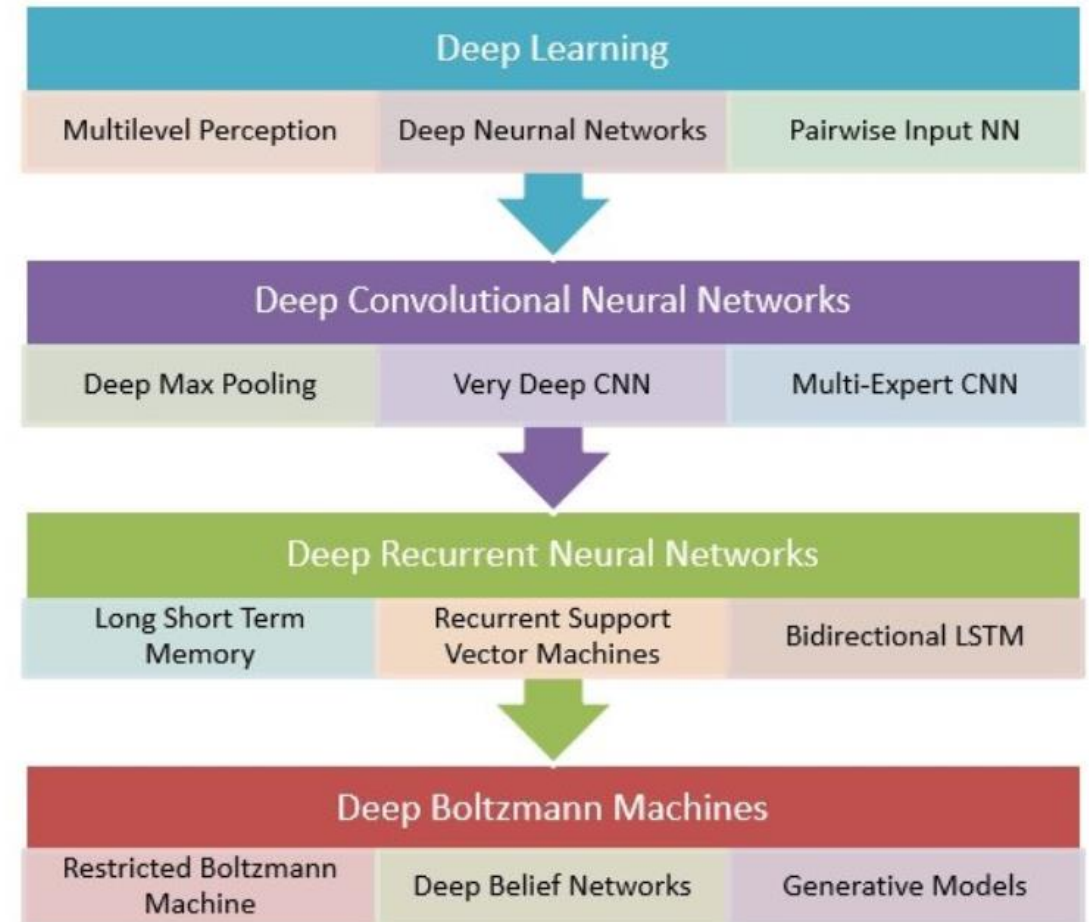 Deep Learning
Multilevel Perception
Deep Neurnal Networks
Pairwise Input NN
Deep Convolutional Neural Networks
Deep Max Pooling
Very Deep CNN
Multi-Expert CNN
Deep Recurrent Neural Networks
Long Short Term
Memory
Recurrent Support
Vector Machines
Bidirectional LSTM
Deep Boltzmann Machines
Restricted Boltzmann
Machine
Deep Belief Networks
Generative Models